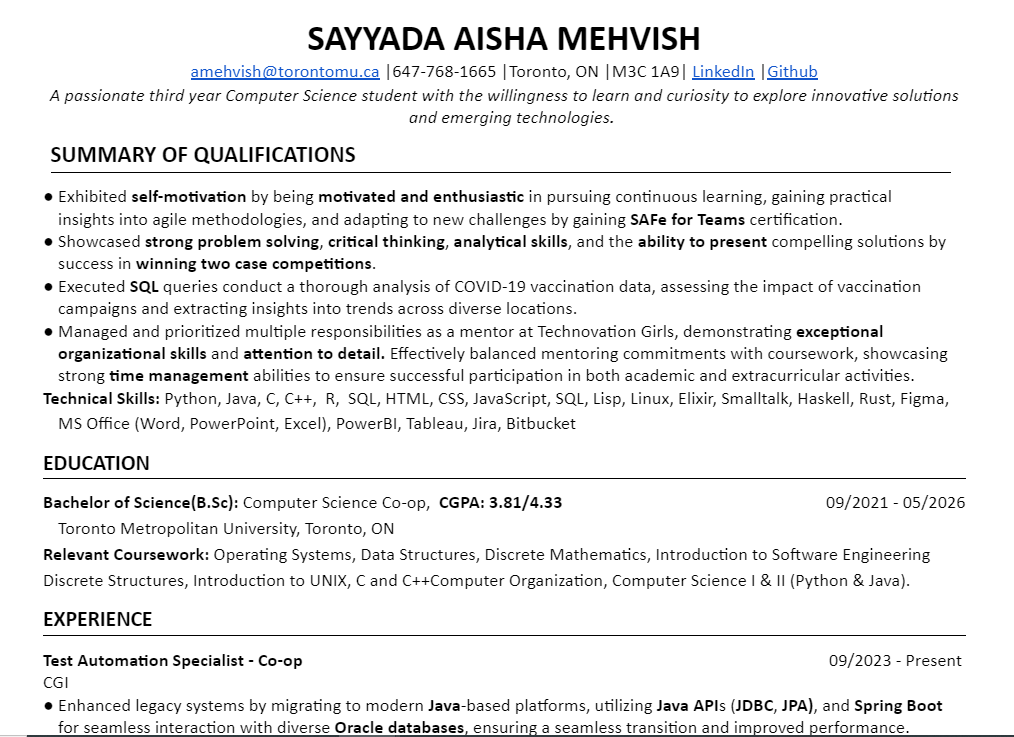 SAYYADA AISHA MEHVISH
amehvish@torontomu.ca |647-768-1665 |Toronto, ON |M3C 1A9| LinkedIn |Github
A passionate third year Computer Science student with the willingness to learn and curiosity to explore innovative solutions
and emerging technologies.
SUMMARY OF QUALIFICATIONS
● Exhibited self-motivation by being motivated and enthusiastic in pursuing continuous learning, gaining practical
insights into agile methodologies, and adapting to new challenges by gaining SAFe for Teams certification.
● Showcased strong problem solving, critical thinking, analytical skills, and the ability to present compelling solutions by
success in winning two case competitions.
● Executed SQL queries conduct a thorough analysis of COVID-19 vaccination data, assessing the impact of vaccination
campaigns and extracting insights into trends across diverse locations.
● Managed and prioritized multiple responsibilities as a mentor at Technovation Girls, demonstrating exceptional
organizational skills and attention to detail. Effectively balanced mentoring commitments with coursework, showcasing
strong time management abilities to ensure successful participation in both academic and extracurricular activities.
Technical Skills: Python, Java, C, C++, R, SQL, HTML, CSS, JavaScript, SQL, Lisp, Linux, Elixir, Smalltalk, Haskell, Rust, Figma,
MS Office (Word, PowerPoint, Excel), PowerBI, Tableau, Jira, Bitbucket
EDUCATION
Bachelor of Science(B.Sc): Computer Science Co-op, CGPA: 3.81/4.33 09/2021 - 05/2026
Toronto Metropolitan University, Toronto, ON
Relevant Coursework: Operating Systems, Data Structures, Discrete Mathematics, Introduction to Software Engineering
Discrete Structures, Introduction to UNIX, C and C++Computer Organization, Computer Science I & II (Python & Java).
EXPERIENCE
Test Automation Specialist - Co-op 09/2023 - Present
CGI
● Enhanced legacy systems by migrating to modern Java-based platforms, utilizing Java APIs (JDBC, JPA), and Spring Boot
for seamless interaction with diverse Oracle databases, ensuring a seamless transition and improved performance.